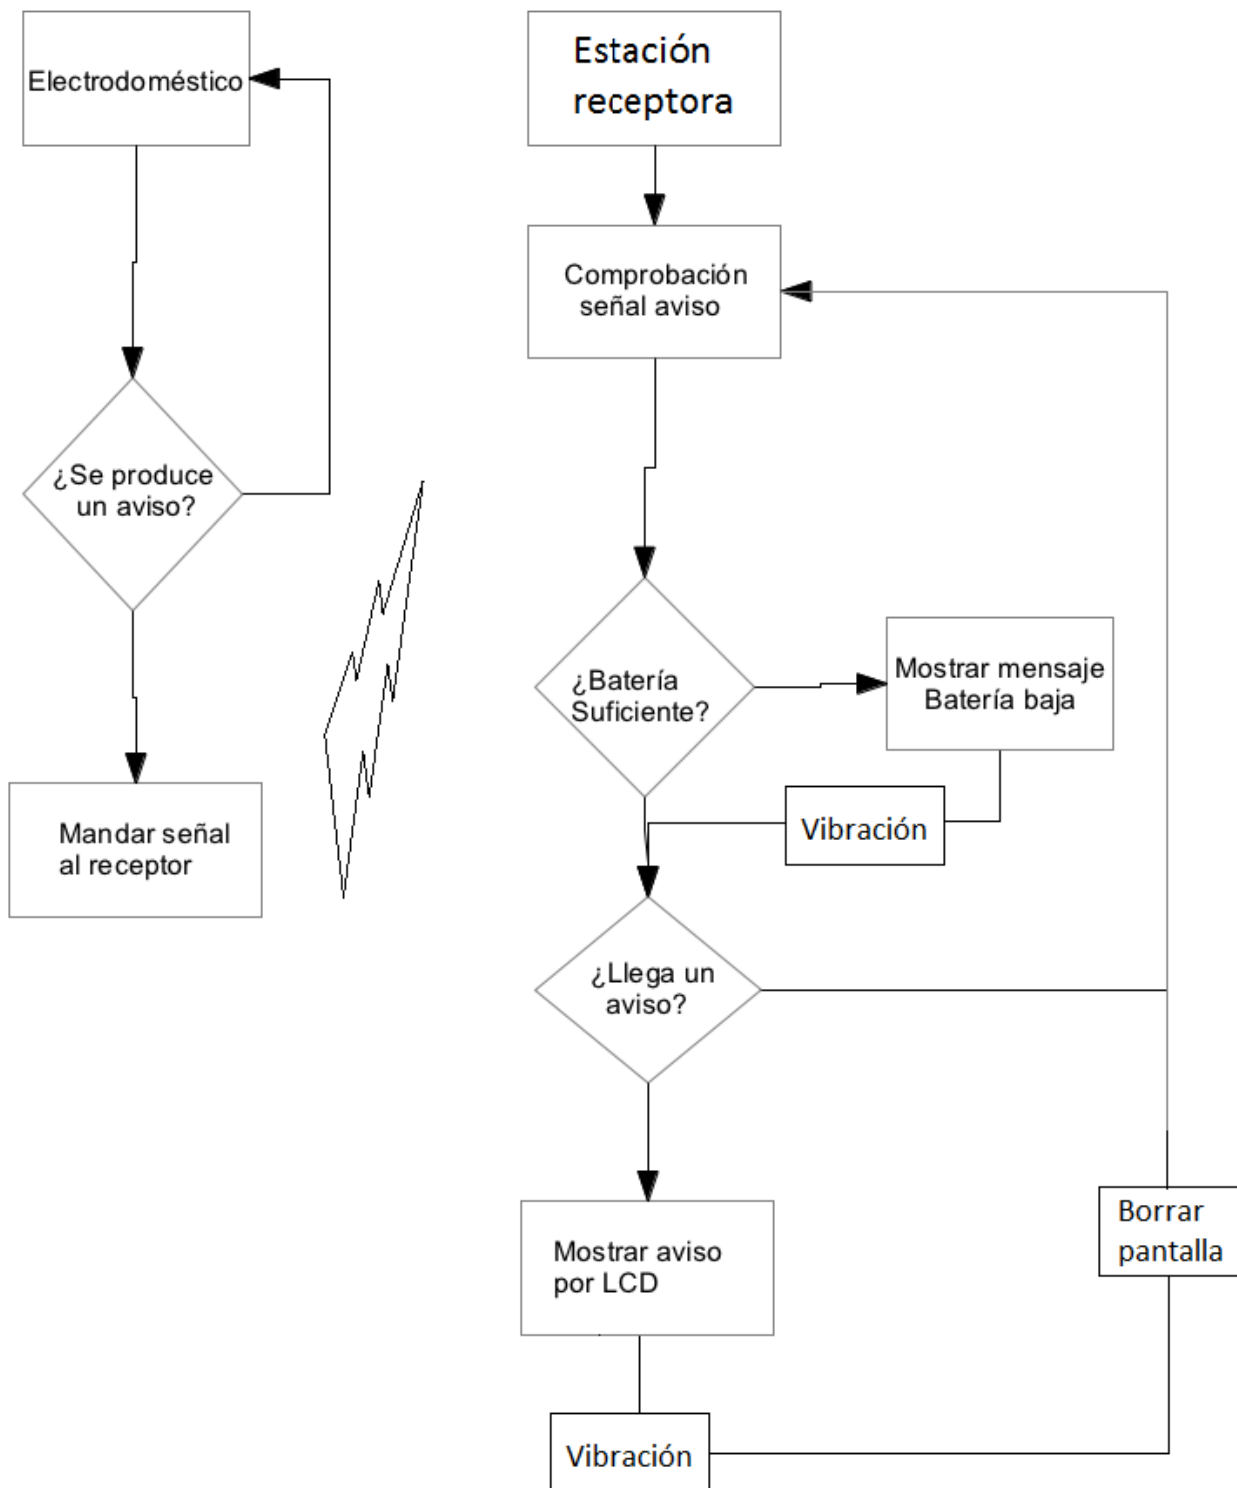 Electrodoméstico
¿Se produce
un aviso?
Mandar señal
al receptor
Estación
receptora
Comprobación
señal aviso
¿Batería
Suficiente?
Mostrar mensaje
Batería baja
Vibración
¿Llega un
aviso?
Mostrar aviso
por LCD
Vibración
Borrar
pantalla